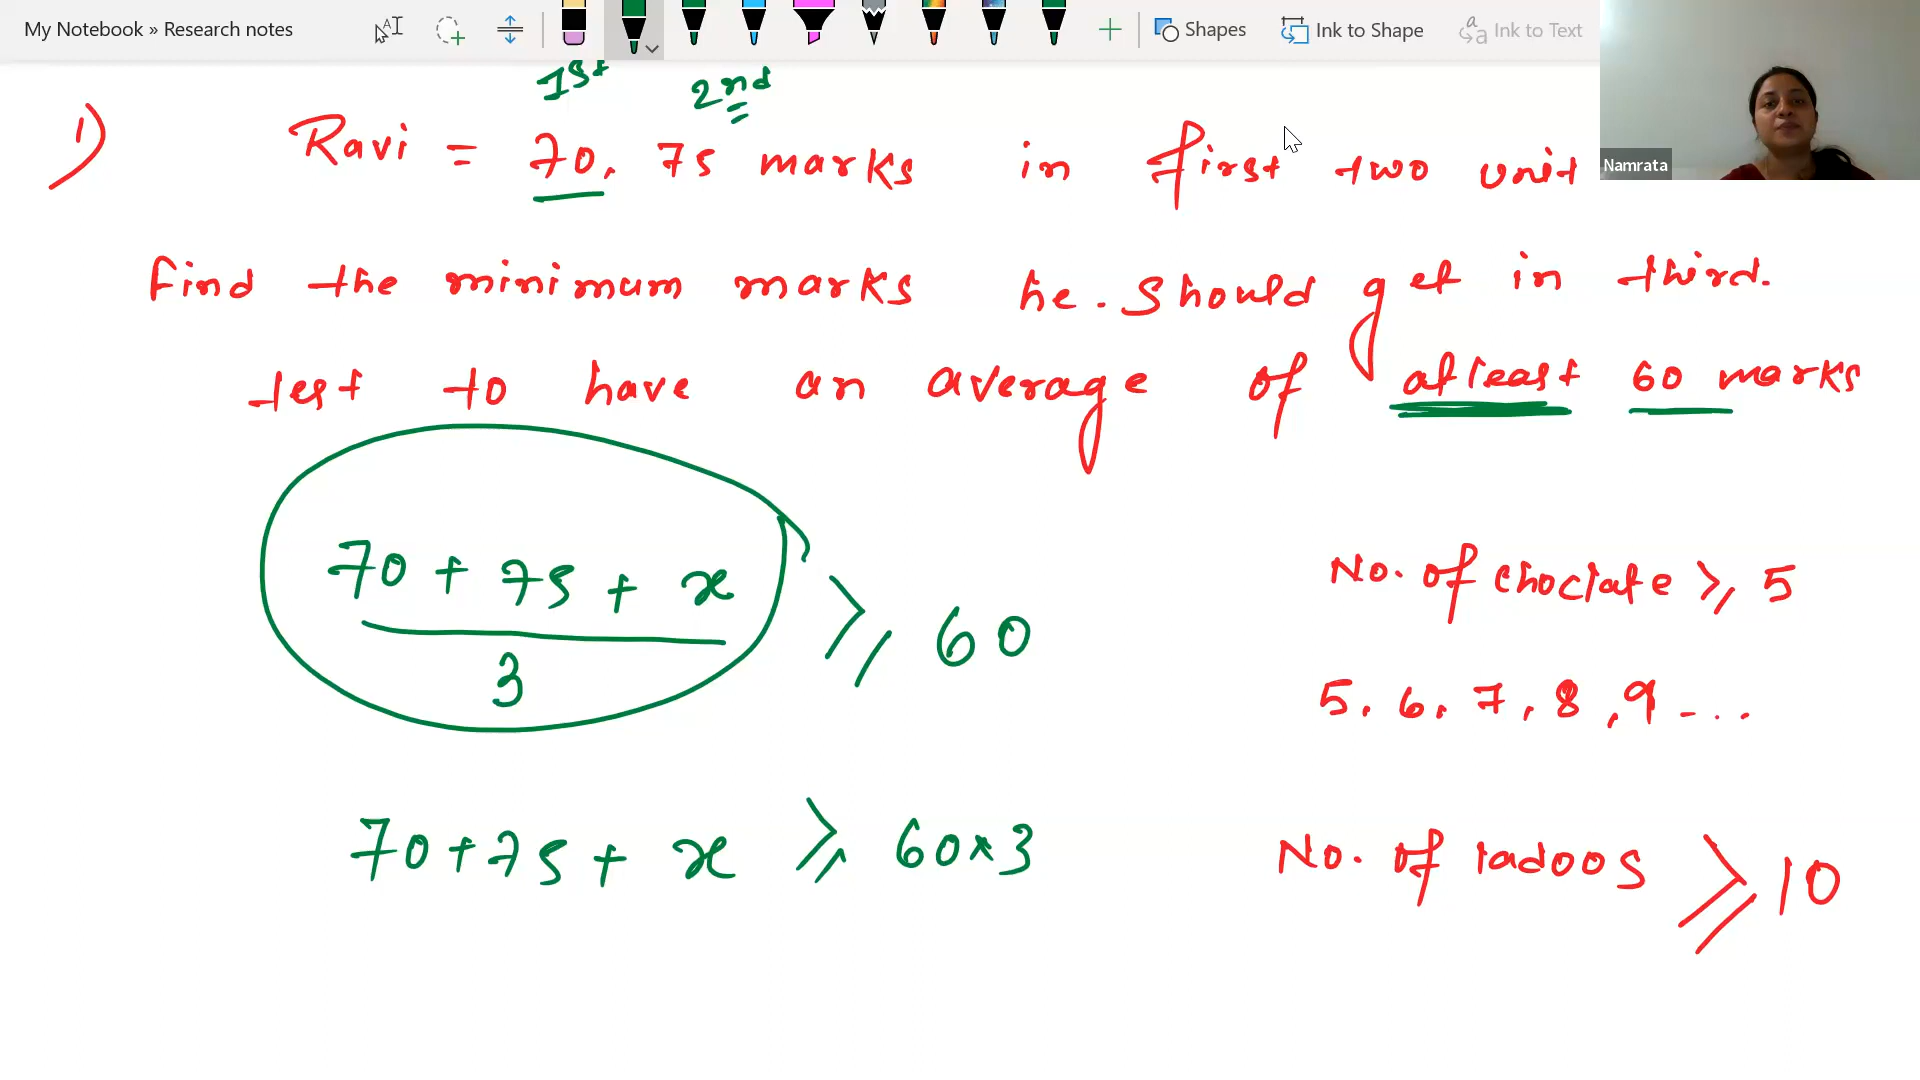 My Notebook » Research notes
Shapes
Ink to Shape
Ink to Text
Namrata
1st 2nd
1) Ravi = 70, 75 marks in first two unit
Find the minimum marks he should get in third.
test to have an average of atleast 60 marks
70 + 75 + x
3
⩾ 60
No. of choclate ⩾ 5
5, 6, 7, 8, 9 - ...
70+75+ x ⩾ 60×3
No. of ladoos ⩾ 10